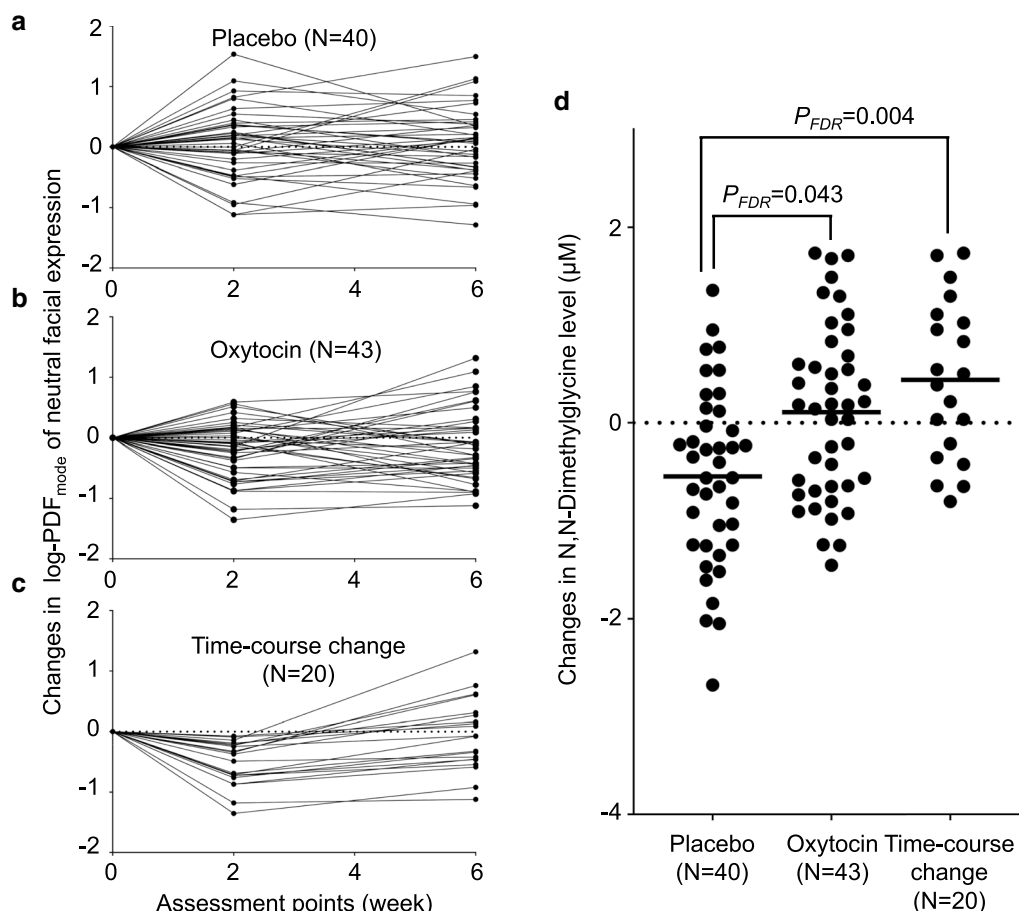 a
Placebo (N=40)
2
1
0
-1
-2
0
2
4
6
b
Oxytocin (N=43)
2
1
0
-1
-2
0
2
4
6
c
Time-course change
(N=20)
2
1
0
-1
-2
0
2
4
6
Changes in log-PDFmode of neutral facial expression
Assessment points (week)
d
PFDR=0.004
PFDR=0.043
Changes in N,N-Dimethylglycine level (µM)
2
0
-2
-4
Placebo
(N=40)
Oxytocin
(N=43)
Time-course
change
(N=20)